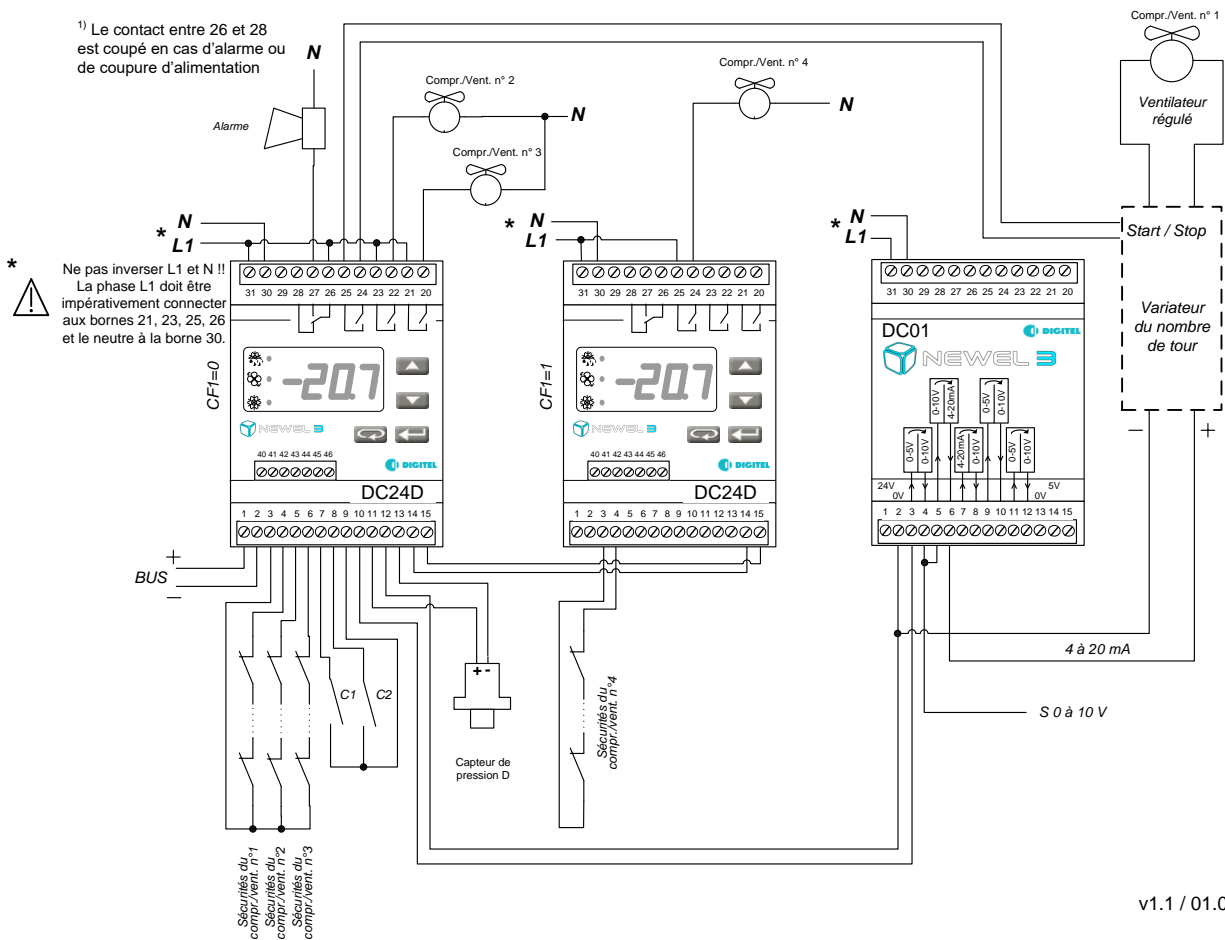 1) Le contact entre 26 et 28
est coupé en cas d'alarme ou
de coupure d'alimentation
N
Alarme
Compr./Vent. n° 2
N
Compr./Vent. n° 3
Compr./Vent. n° 4
N
Compr./Vent. n° 1
Ventilateur
régulé
Start / Stop
Variateur
du nombre
de tour
–
+
* N
L1
*
Ne pas inverser L1 et N !!
La phase L1 doit être
impérativement connecter
aux bornes 21, 23, 25, 26
et le neutre à la borne 30.
31 30 29 28 27 26 25 24 23 22 21 20
CF1=0
-20.7
NEWEL 3
40 41 42 43 44 45 46
DIGITEL
DC24D
1 2 3 4 5 6 7 8 9 10 11 12 13 14 15
* N
L1
31 30 29 28 27 26 25 24 23 22 21 20
CF1=1
-20.7
NEWEL 3
40 41 42 43 44 45 46
DIGITEL
DC24D
1 2 3 4 5 6 7 8 9 10 11 12 13 14 15
* N
L1
31 30 29 28 27 26 25 24 23 22 21 20
DC01
DIGITEL
NEWEL 3
0-10V 4-20mA
0-5V 0-10V
0-5V 0-10V
4-20mA 0-10V
0-5V 0-10V
24V
0V
5V
0V
1 2 3 4 5 6 7 8 9 10 11 12 13 14 15
+
BUS
–
C1
C2
+ -
Capteur de
pression D
Sécurités du
compr./vent. n°4
4 à 20 mA
S 0 à 10 V
Sécurités du
compr./vent. n°1
Sécurités du
compr./vent. n°2
Sécurités du
compr./vent. n°3
v1.1 / 01.0